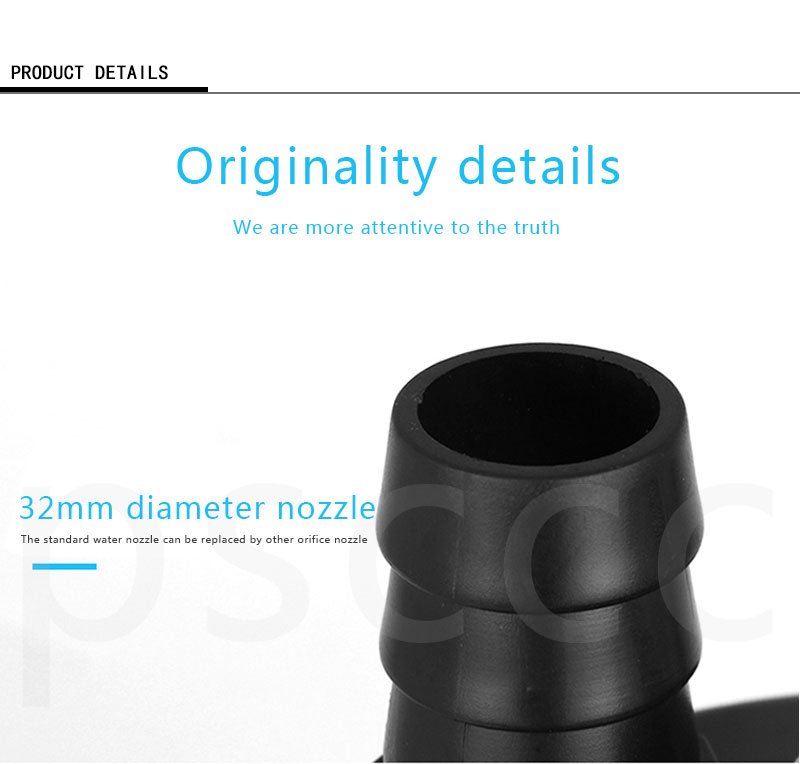 PRODUCT DETAILS
Originality details
We are more attentive to the truth
32mm diameter nozzle
The standard water nozzle can be replaced by other orifice nozzle
psccc